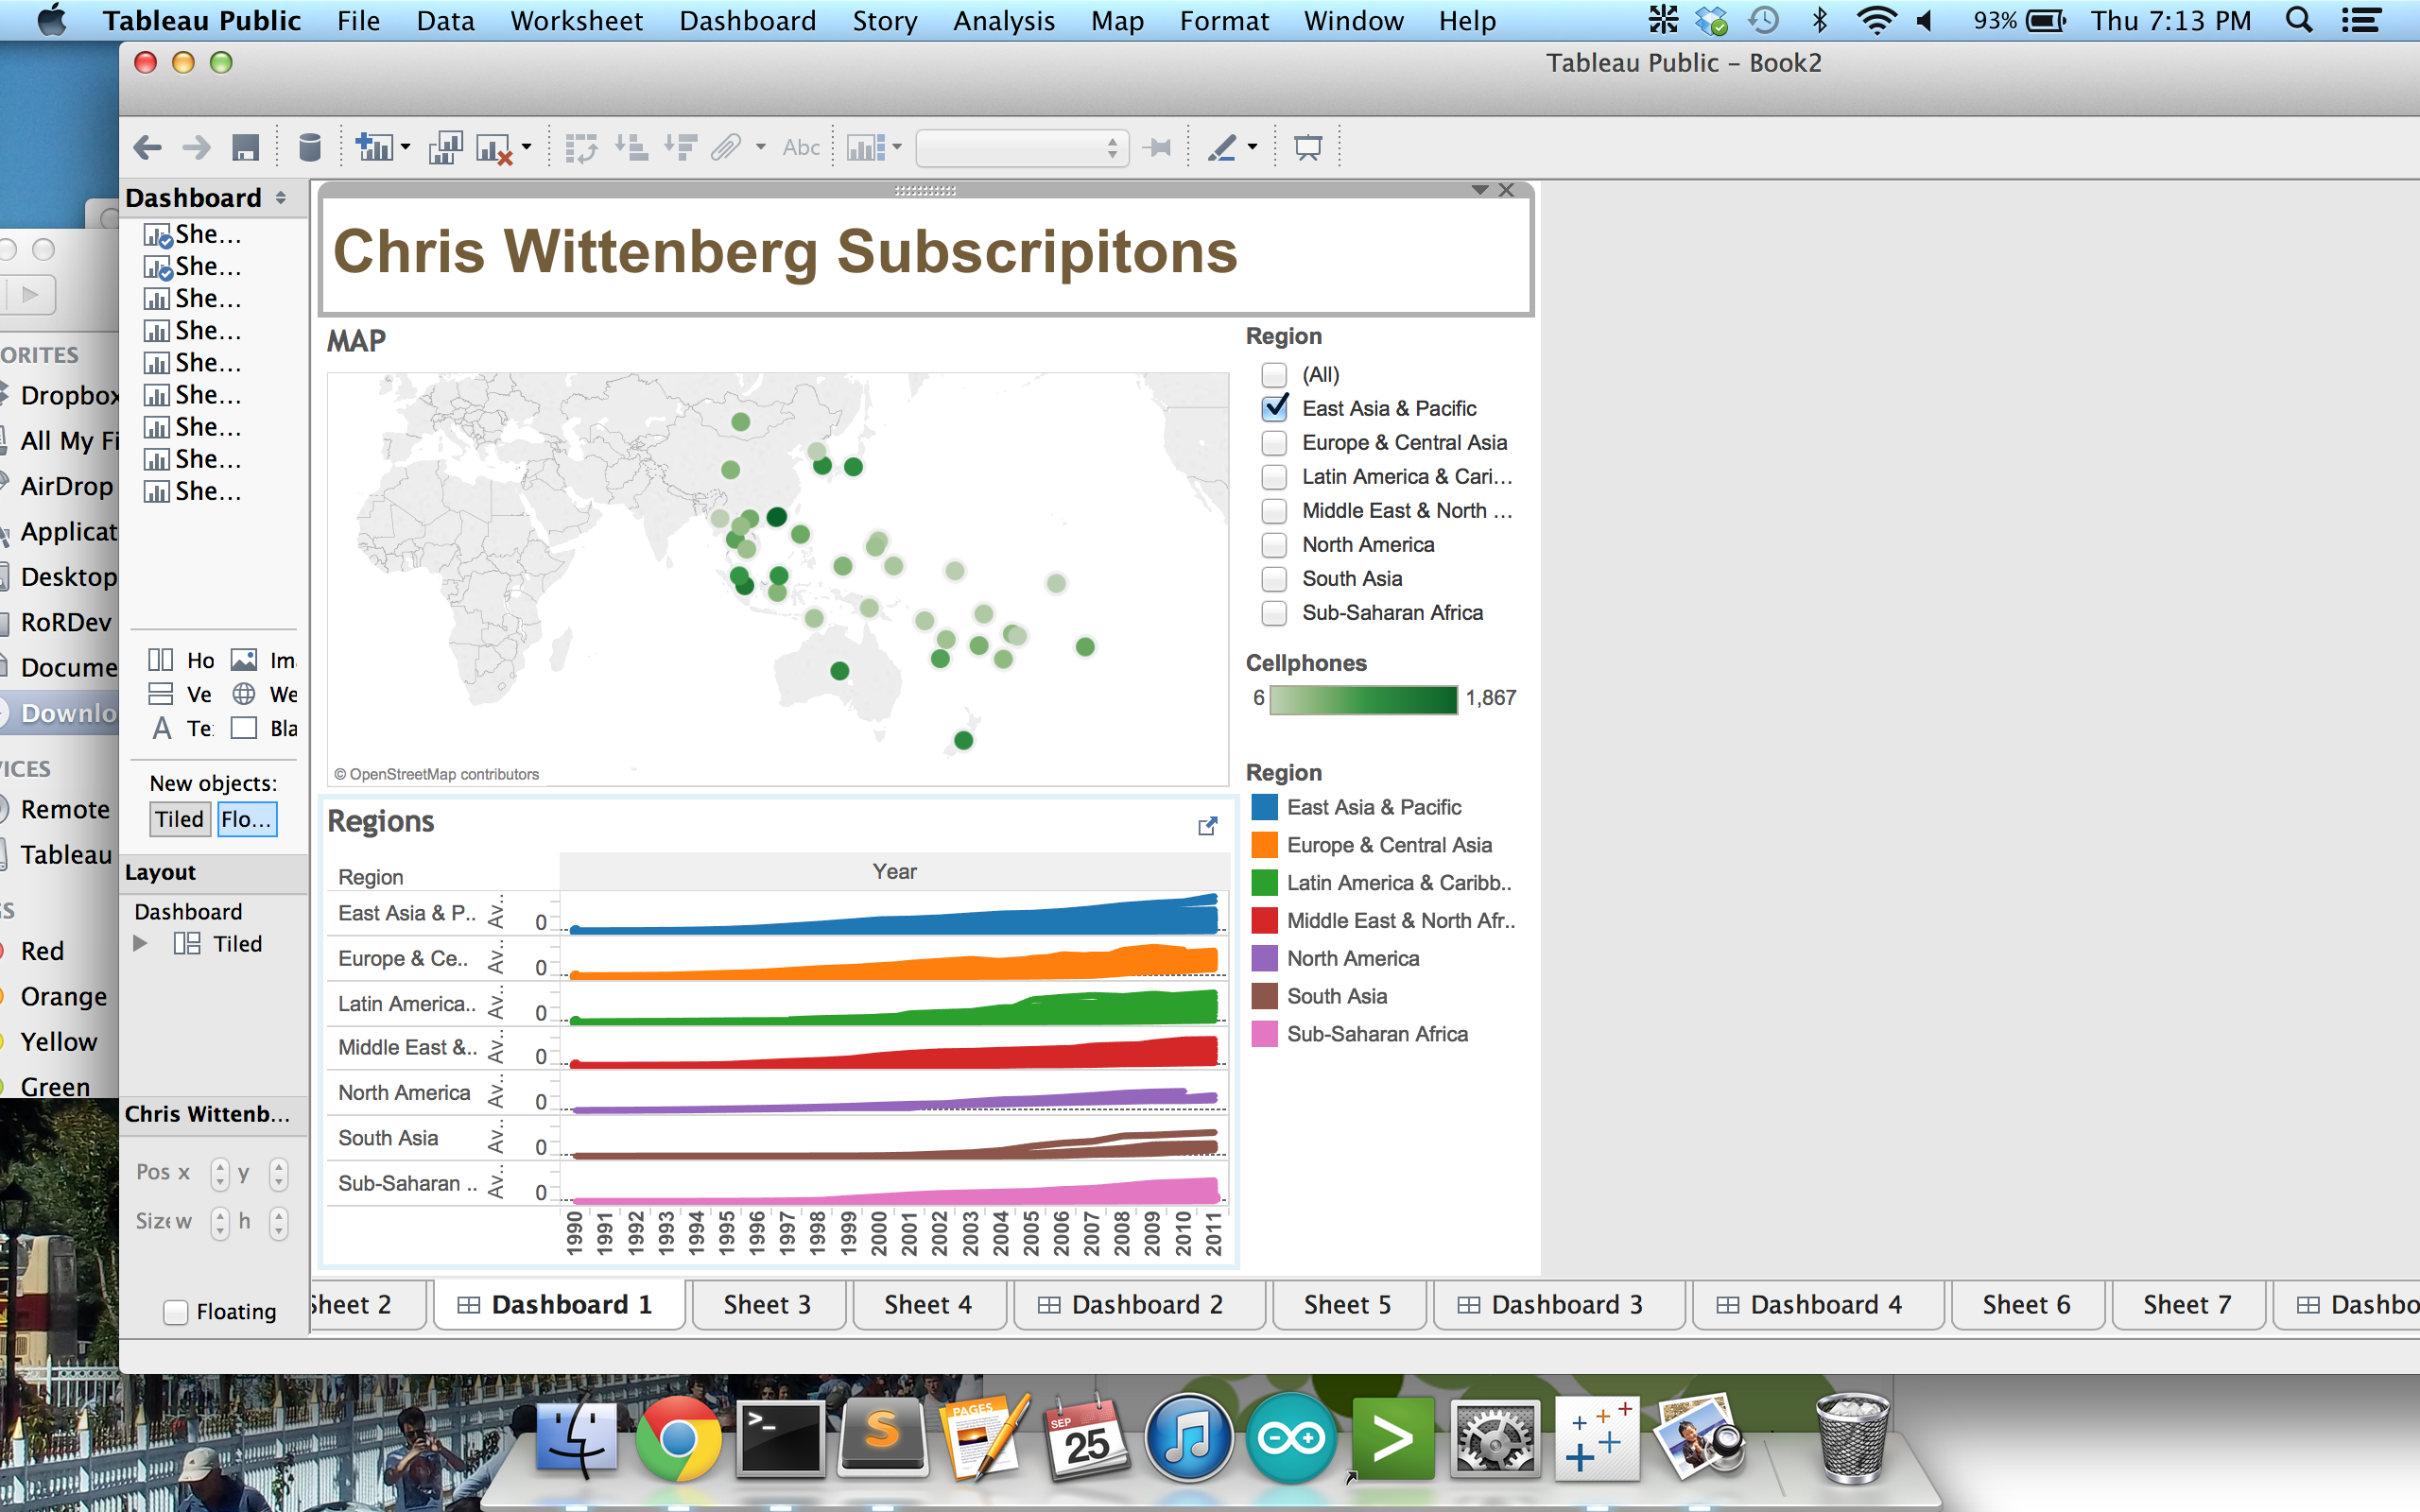 Tableau Public File Data Worksheet Dashboard Story Analysis Map Format Window Help 93% Thu 7:13 PM
Tableau Public - Book2
Abc
Dashboard
She...
She...
She...
She...
She...
She...
She...
She...
She...
Ho Im
Ve We
Te Bla
New objects:
Tiled Flo...
Layout
Dashboard
Tiled
Chris Wittenb...
Pos x y
Size w h
Floating
ORITES
Dropbox
All My Fi
AirDrop
Applicat
Desktop
RoRDev
Docume
Downlo
ICES
Remote
Tableau
GS
Red
Orange
Yellow
Green
Chris Wittenberg Subscripitons
MAP
© OpenStreetMap contributors
Region
(All)
East Asia & Pacific
Europe & Central Asia
Latin America & Cari...
Middle East & North ...
North America
South Asia
Sub-Saharan Africa
Cellphones
6 1,867
Region
East Asia & Pacific
Europe & Central Asia
Latin America & Caribb..
Middle East & North Afr..
North America
South Asia
Sub-Saharan Africa
Regions
Year
Region
East Asia & P.. Av.. 0
Europe & Ce.. Av.. 0
Latin America.. Av.. 0
Middle East &.. Av.. 0
North America Av.. 0
South Asia Av.. 0
Sub-Saharan .. Av.. 0
1990 1991 1992 1993 1994 1995 1996 1997 1998 1999 2000 2001 2002 2003 2004 2005 2006 2007 2008 2009 2010 2011
Sheet 2 Dashboard 1 Sheet 3 Sheet 4 Dashboard 2 Sheet 5 Dashboard 3 Dashboard 4 Sheet 6 Sheet 7 Dashbo
>_ S PAGES SEP 25 >